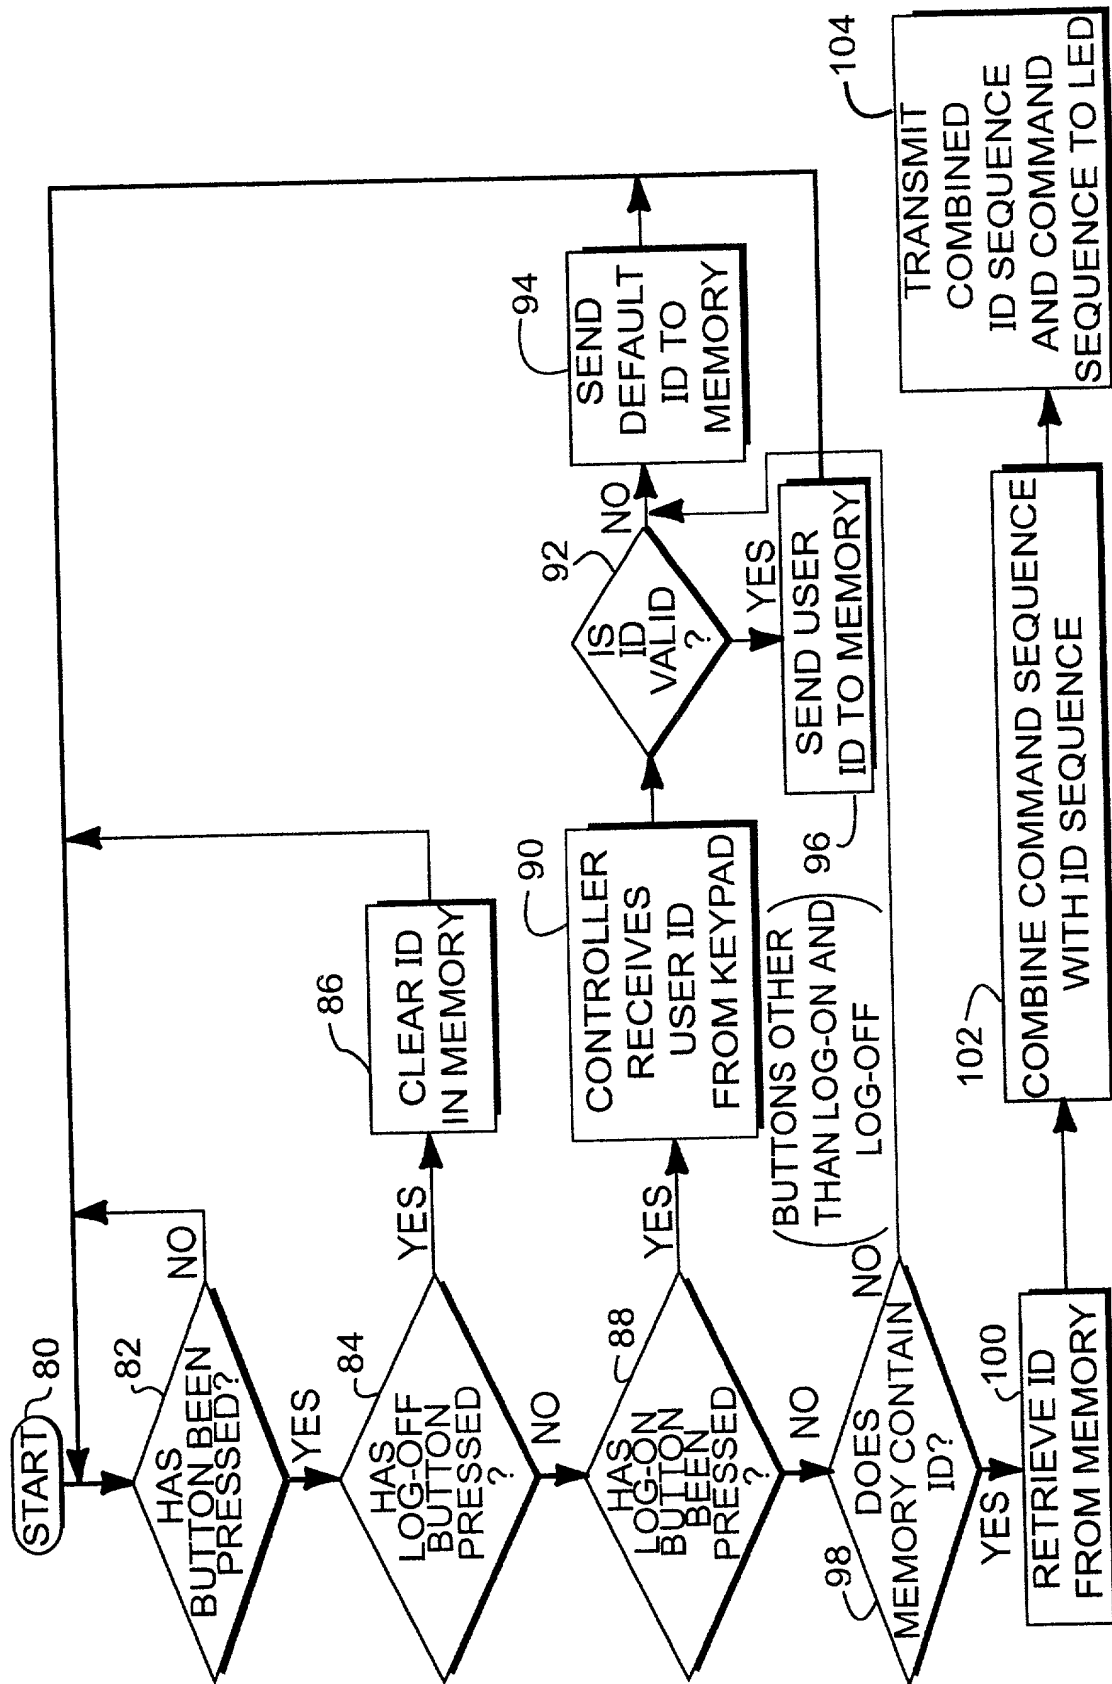 START
80
HAS
BUTTON BEEN
PRESSED?
82
NO
YES
HAS
LOG-OFF
BUTTON
PRESSED
?
84
YES
CLEAR ID
IN MEMORY
86
NO
HAS
LOG-ON
BUTTON
BEEN
PRESSED
?
88
YES
CONTROLLER
RECEIVES
USER ID
FROM KEYPAD
90
IS
ID
VALID
?
92
NO
SEND
DEFAULT
ID TO
MEMORY
94
YES
SEND USER
ID TO MEMORY
96
NO
(BUTTONS OTHER
THAN LOG-ON AND
LOG-OFF)
DOES
MEMORY CONTAIN
ID?
98
NO
YES
RETRIEVE ID
FROM MEMORY
100
COMBINE COMMAND SEQUENCE
WITH ID SEQUENCE
102
TRANSMIT
COMBINED
ID SEQUENCE
AND COMMAND
SEQUENCE TO LED
104